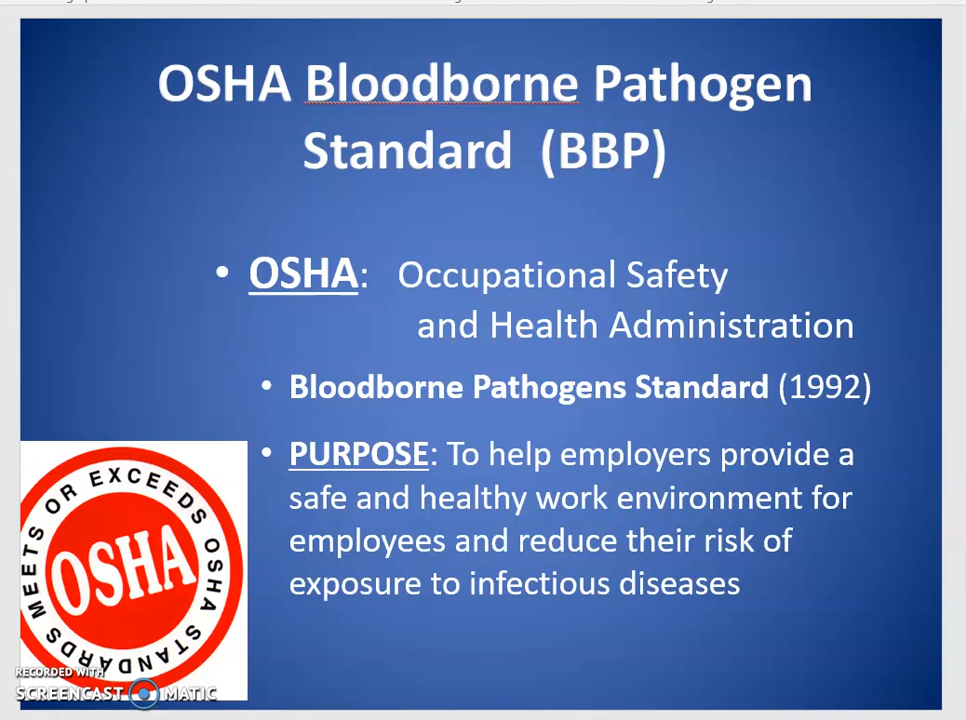 OSHA Bloodborne Pathogen
Standard (BBP)
• OSHA: Occupational Safety
and Health Administration
• Bloodborne Pathogens Standard (1992)
• PURPOSE: To help employers provide a
safe and healthy work environment for
employees and reduce their risk of
exposure to infectious diseases
MEETS OR EXCEEDS OSHA STANDARDS
OSHA
RECORDED WITH
SCREENCAST MATIC